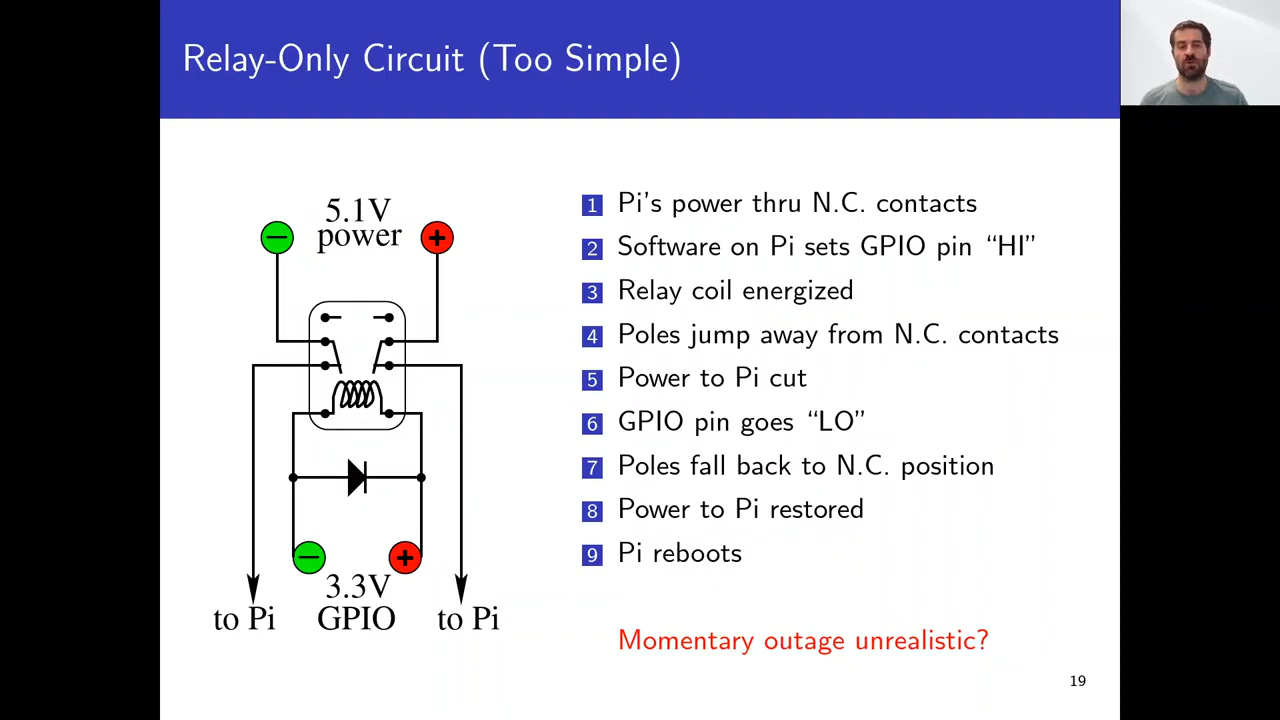 Relay-Only Circuit (Too Simple)
5.1V
power
− +
− +
3.3V
GPIO
to Pi
to Pi
1 Pi's power thru N.C. contacts
2 Software on Pi sets GPIO pin “HI”
3 Relay coil energized
4 Poles jump away from N.C. contacts
5 Power to Pi cut
6 GPIO pin goes “LO”
7 Poles fall back to N.C. position
8 Power to Pi restored
9 Pi reboots
Momentary outage unrealistic?
19